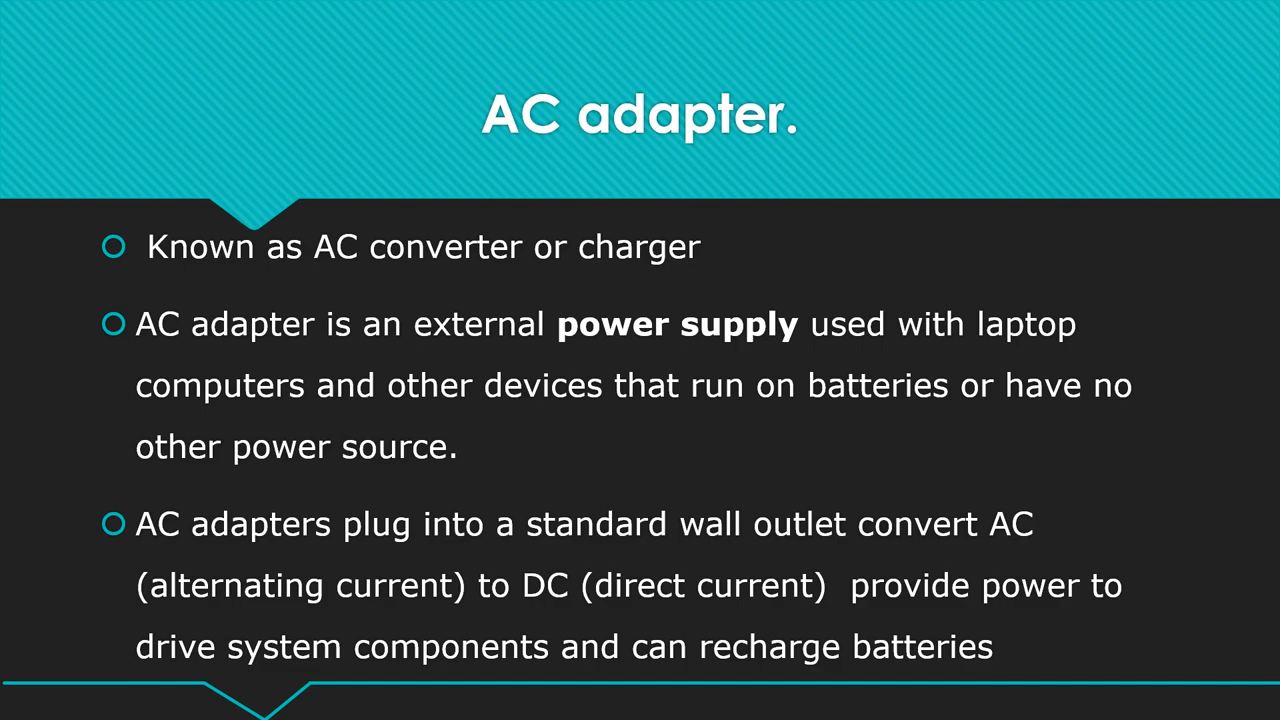 AC adapter.
Known as AC converter or charger
AC adapter is an external power supply used with laptop
computers and other devices that run on batteries or have no
other power source.
AC adapters plug into a standard wall outlet convert AC
(alternating current) to DC (direct current)  provide power to
drive system components and can recharge batteries